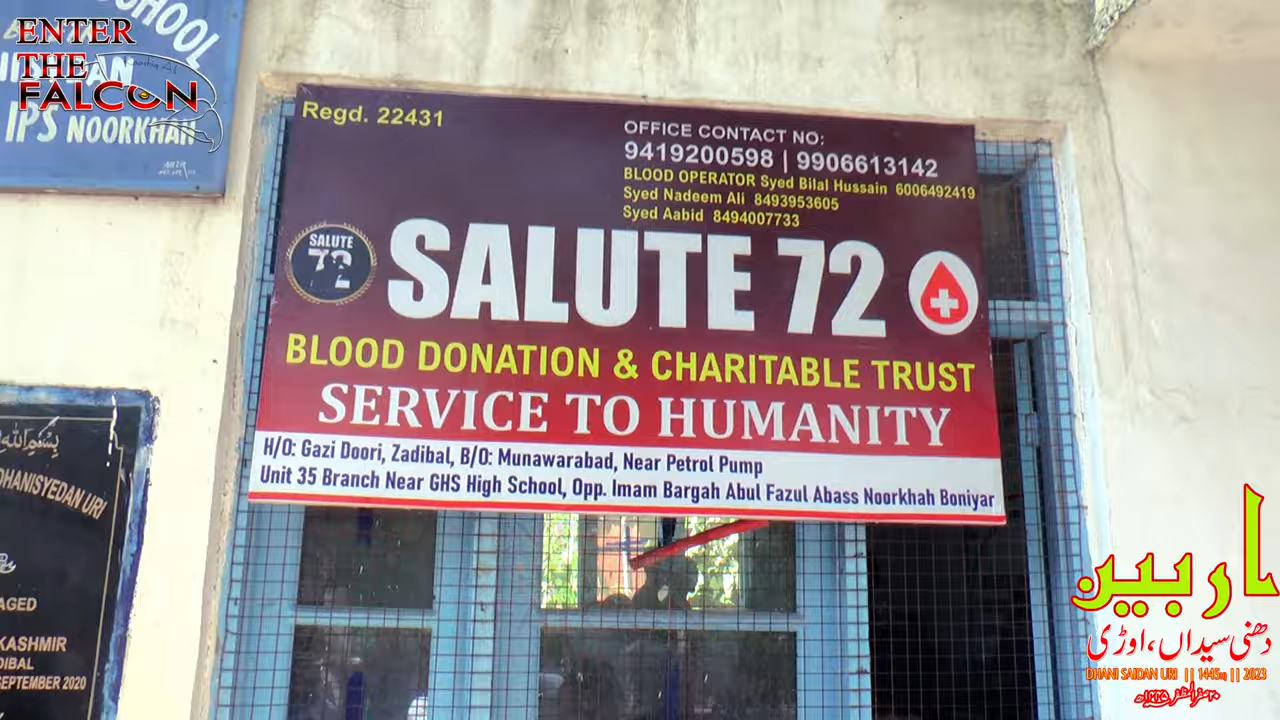 SCHOOL
IPS NOORKHAH
ENTER
THE
FALCON
Regd. 22431
OFFICE CONTACT NO:
9419200598 | 9906613142
BLOOD OPERATOR Syed Bilal Hussain 6006492419
Syed Nadeem Ali 8493953605
Syed Aabid 8494007733
SALUTE
72
SALUTE 72
BLOOD DONATION & CHARITABLE TRUST
SERVICE TO HUMANITY
H/O: Gazi Doori, Zadibal, B/O: Munawarabad, Near Petrol Pump
Unit 35 Branch Near GHS High School, Opp. Imam Bargah Abul Fazul Abass Noorkhah Boniyar
DHANISYEDAN URI
AGED
KASHMIR
DIBAL
SEPTEMBER 2020
دھنی سیداں، اوڑی
DHANI SAIDAN URI || 1445HJ || 2023